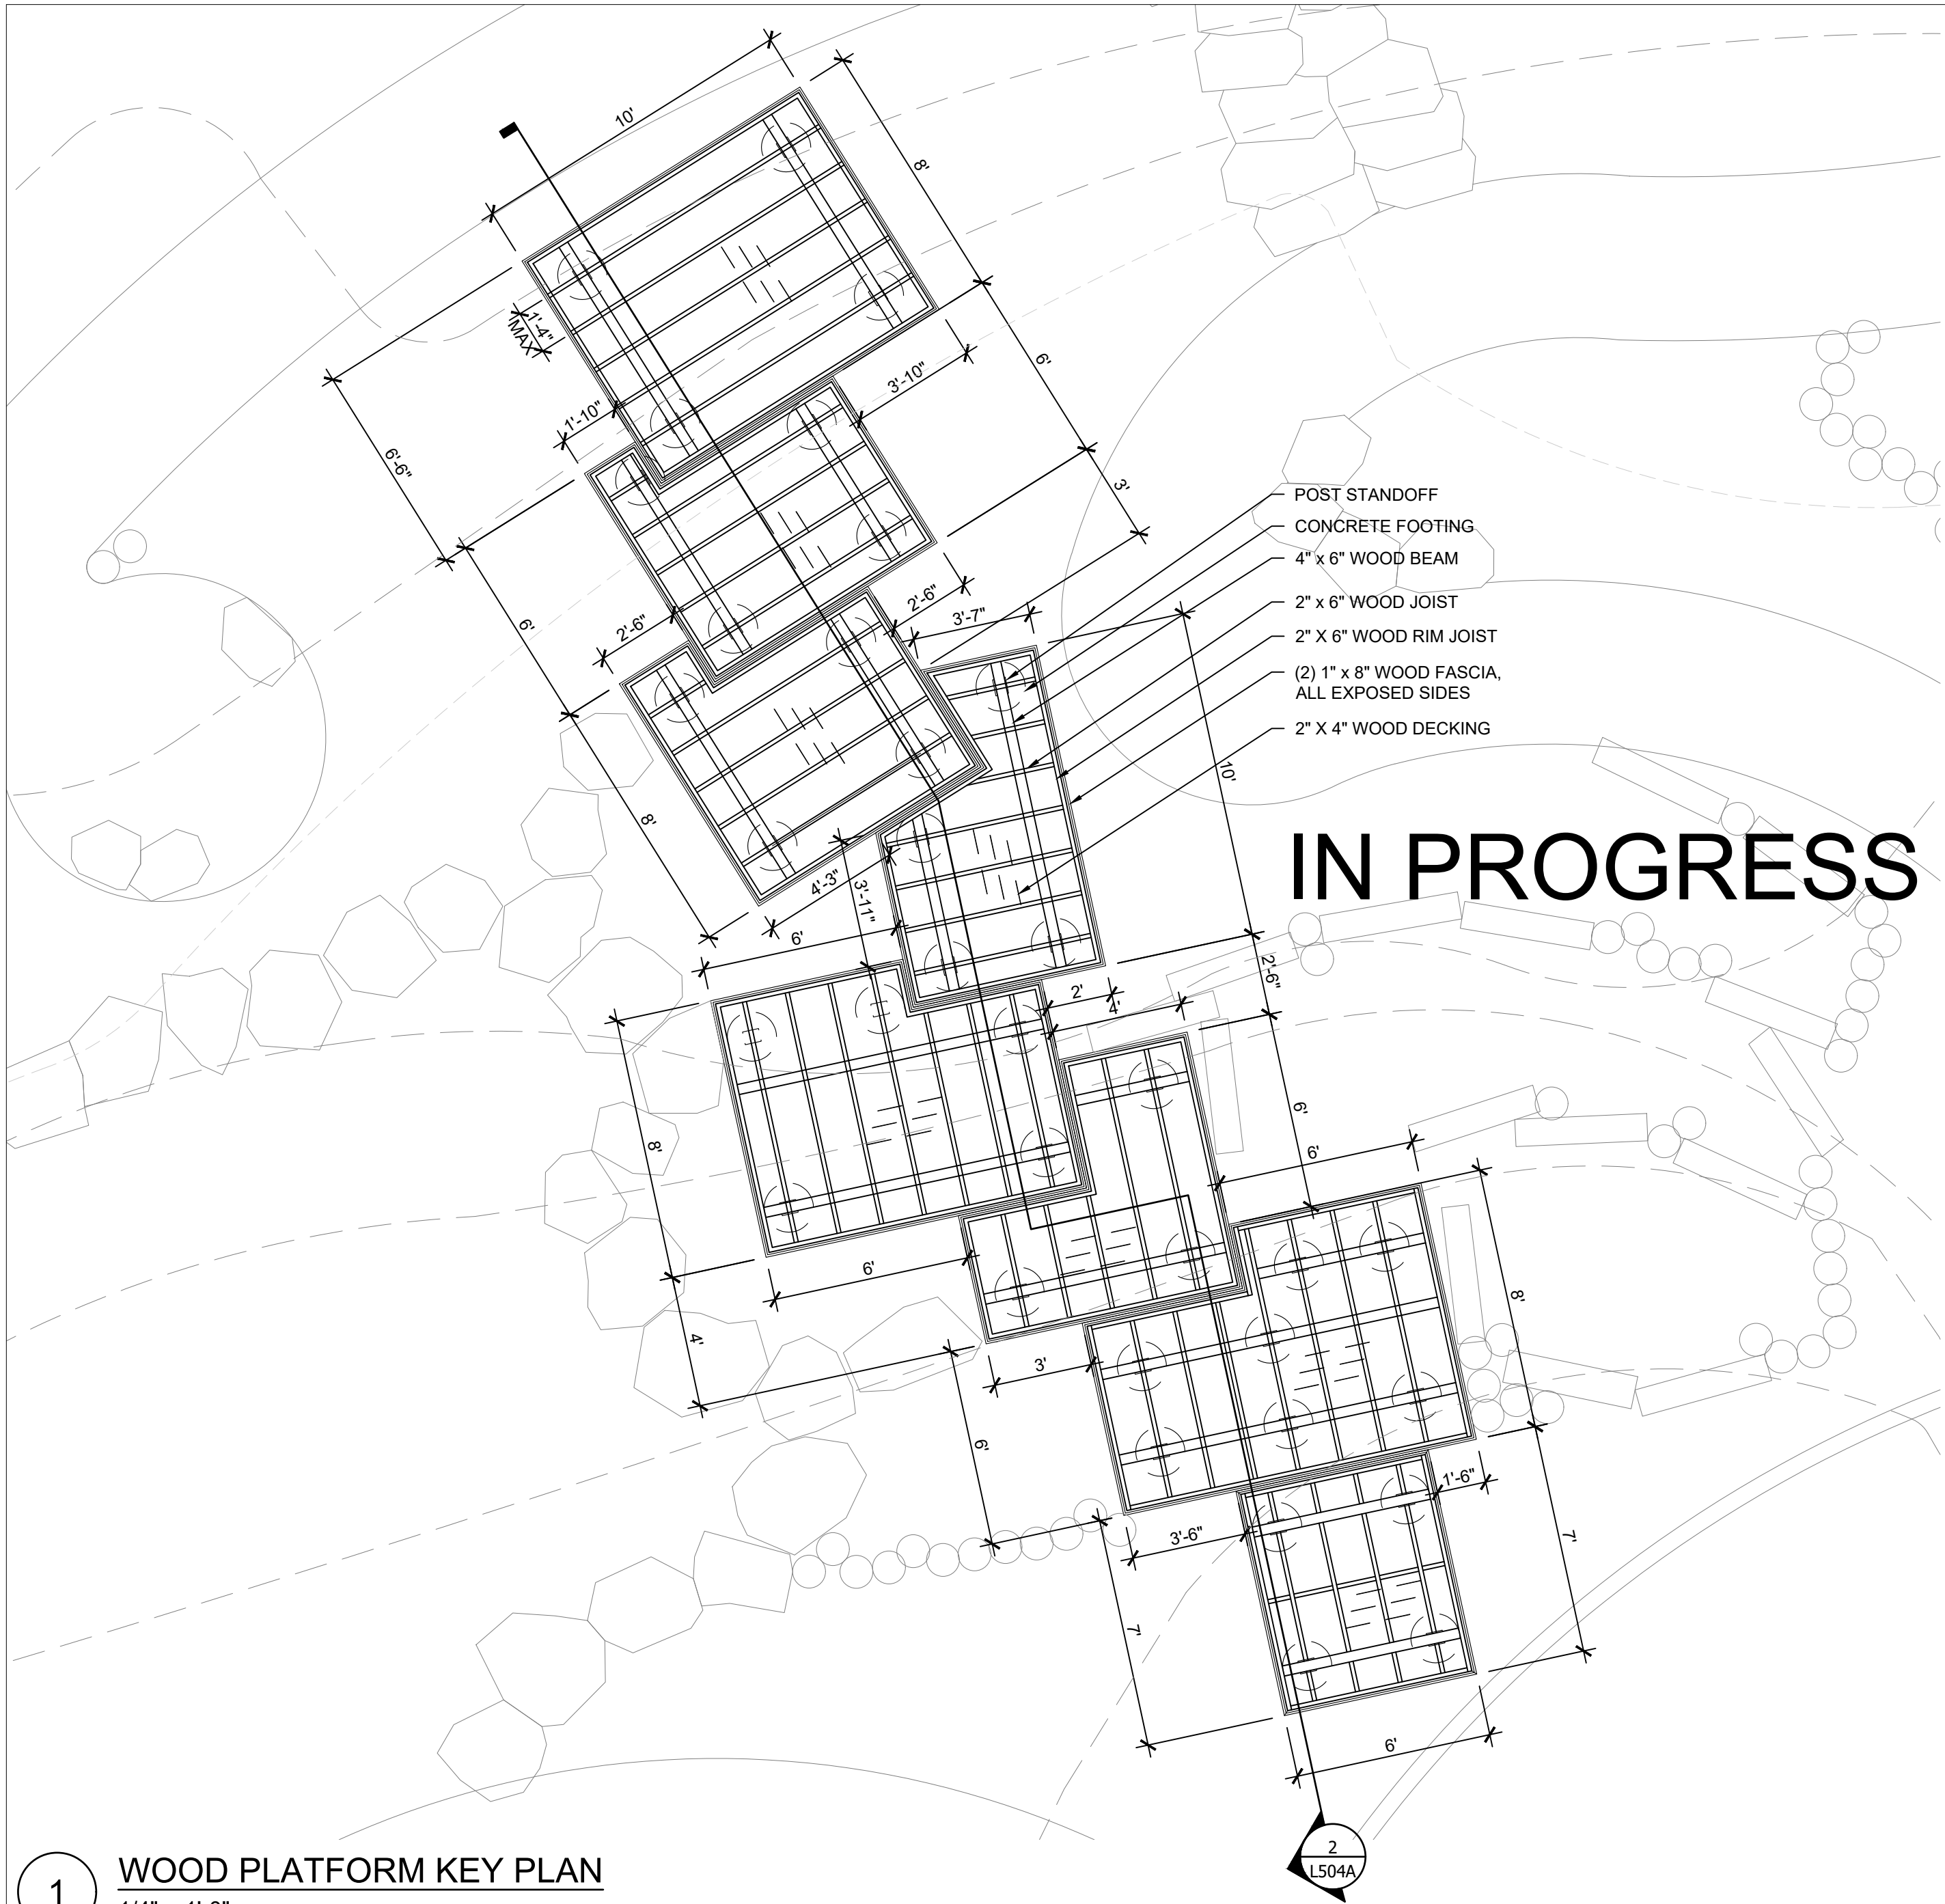 10'
8'
1'-4"
MAX
6'
3'-10"
1'-10"
6'-6"
3'
POST STANDOFF
CONCRETE FOOTING
4" x 6" WOOD BEAM
2" x 6" WOOD JOIST
2" X 6" WOOD RIM JOIST
(2) 1" x 8" WOOD FASCIA,
ALL EXPOSED SIDES
2" X 4" WOOD DECKING
2'-6"
3'-7"
2'-6"
6'
10'
8'
IN PROGRESS
4'-3"
3'-11"
6'
2'-6"
2'
4'
6'
8'
6'
6'
8'
4'
3'
6'
1'-6"
3'-6"
7'
7'
6'
2
L504A
1
WOOD PLATFORM KEY PLAN